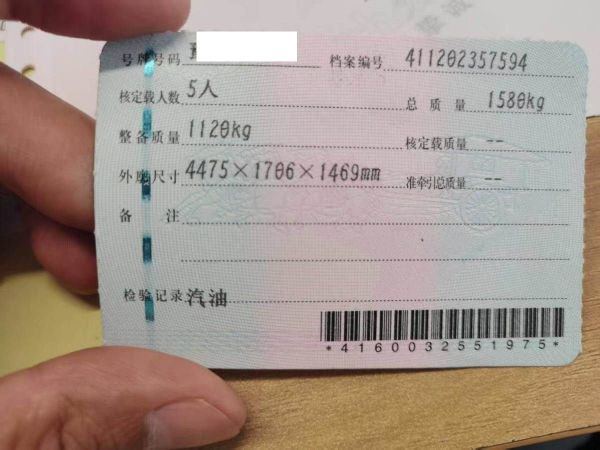 号牌号码 豫 档案编号 411202357594
核定载人数 5人 总质量 1580kg
整备质量 1120kg 核定载质量 --
外廓尺寸 4475×1706×1469mm 准牵引总质量 --
备注
检验记录 汽油
*4160032551975*